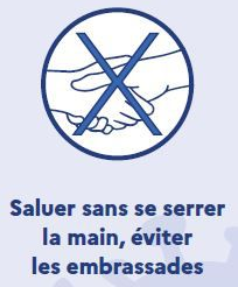 Saluer sans se serrer
la main, éviter
les embrassades